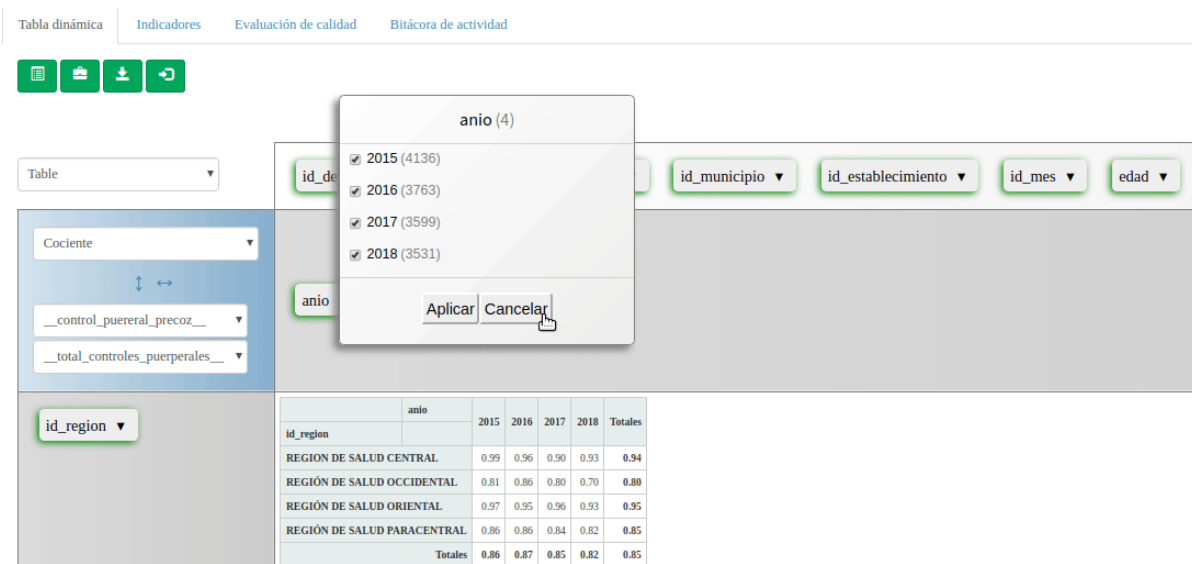 Tabla dinámica Indicadores Evaluación de calidad Bitácora de actividad
anio (4)
2015 (4136)
2016 (3763)
2017 (3599)
2018 (3531)
Aplicar Cancelar
Table ▼
id_de
id_municipio ▼ id_establecimiento ▼ id_mes ▼ edad ▼
Cociente ▼
↕ ↔
__control_puereral_precoz__ ▼
__total_controles_puerperales__ ▼
anio
id_region ▼
anio 2015 2016 2017 2018 Totales
id_region
REGION DE SALUD CENTRAL 0.99 0.96 0.90 0.93 0.94
REGIÓN DE SALUD OCCIDENTAL 0.81 0.86 0.80 0.70 0.80
REGIÓN DE SALUD ORIENTAL 0.97 0.95 0.96 0.93 0.95
REGIÓN DE SALUD PARACENTRAL 0.86 0.86 0.84 0.82 0.85
Totales 0.86 0.87 0.85 0.82 0.85